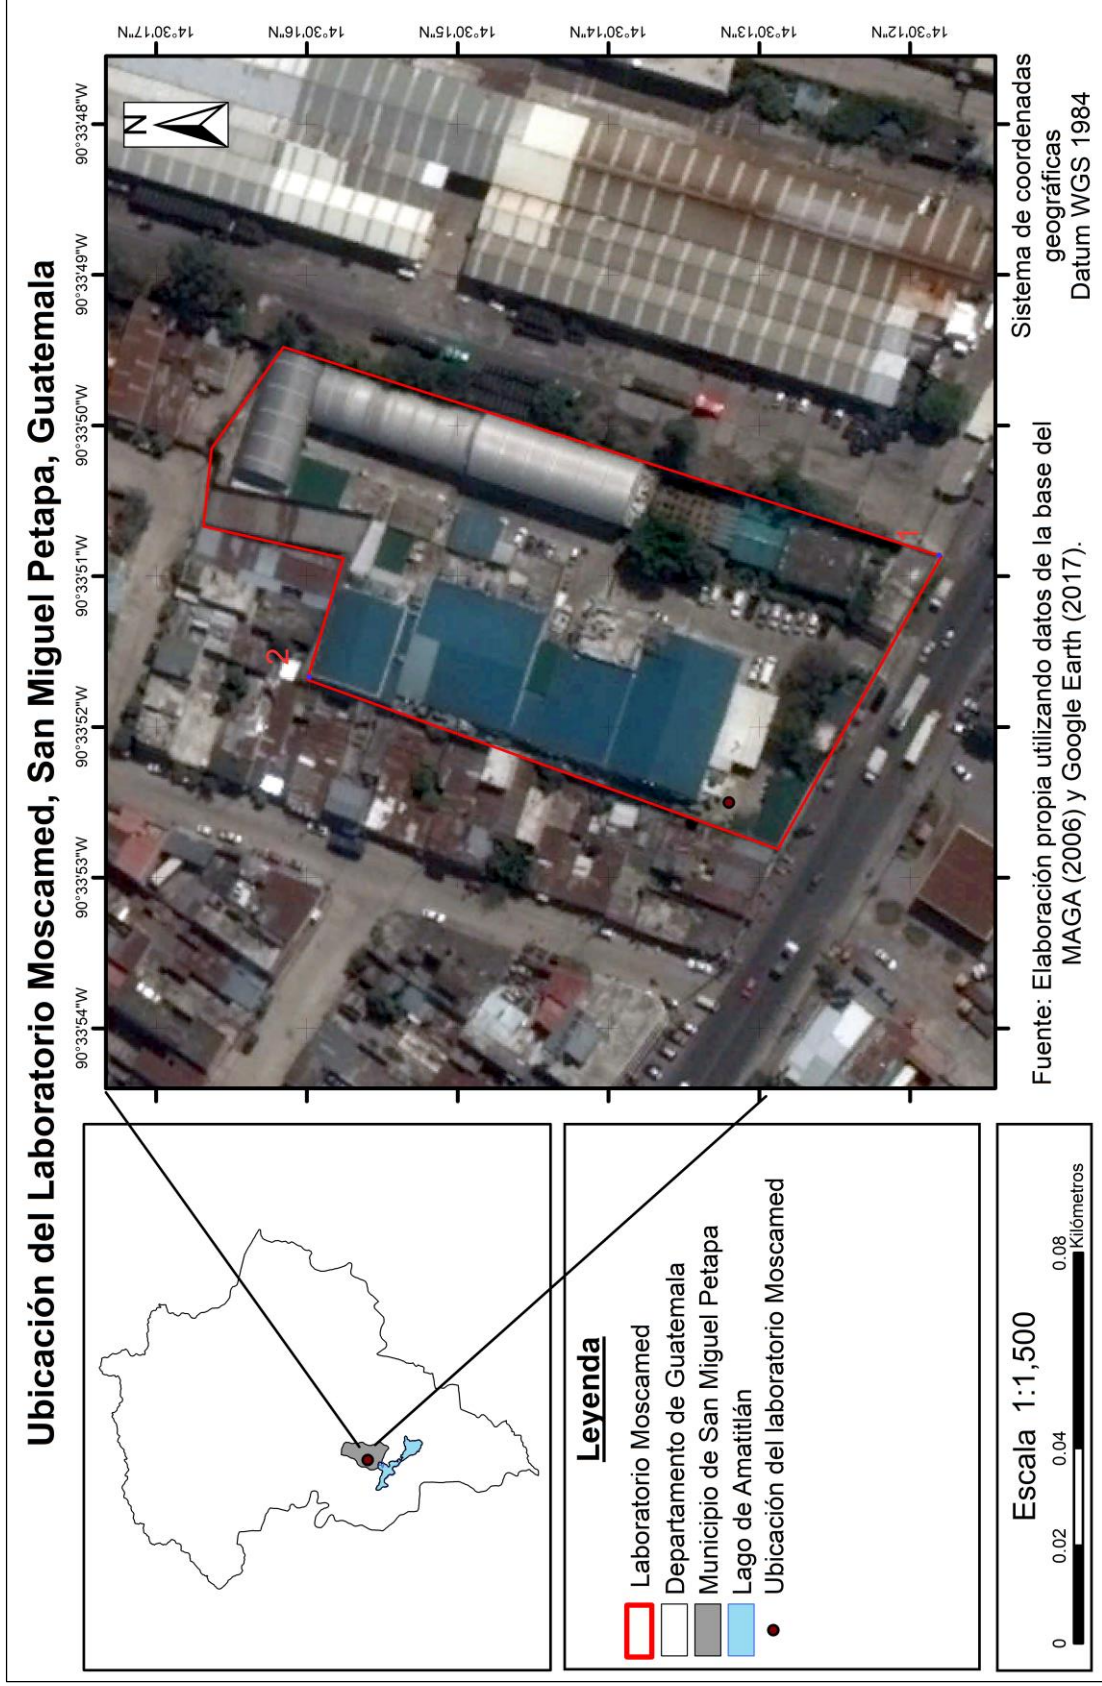 Ubicación del Laboratorio Moscamed, San Miguel Petapa, Guatemala
90°33'54"W
90°33'53"W
90°33'52"W
90°33'51"W
90°33'50"W
90°33'49"W
90°33'48"W
N
14°30'17"N
14°30'16"N
14°30'15"N
14°30'14"N
14°30'13"N
14°30'12"N
2
1
Leyenda
Laboratorio Moscamed
Departamento de Guatemala
Municipio de San Miguel Petapa
Lago de Amatitlán
Ubicación del laboratorio Moscamed
Escala 1:1,500
0 0.02 0.04 0.08
Kilómetros
Fuente: Elaboración propia utilizando datos de la base del
MAGA (2006) y Google Earth (2017).
Sistema de coordenadas
geográficas
Datum WGS 1984